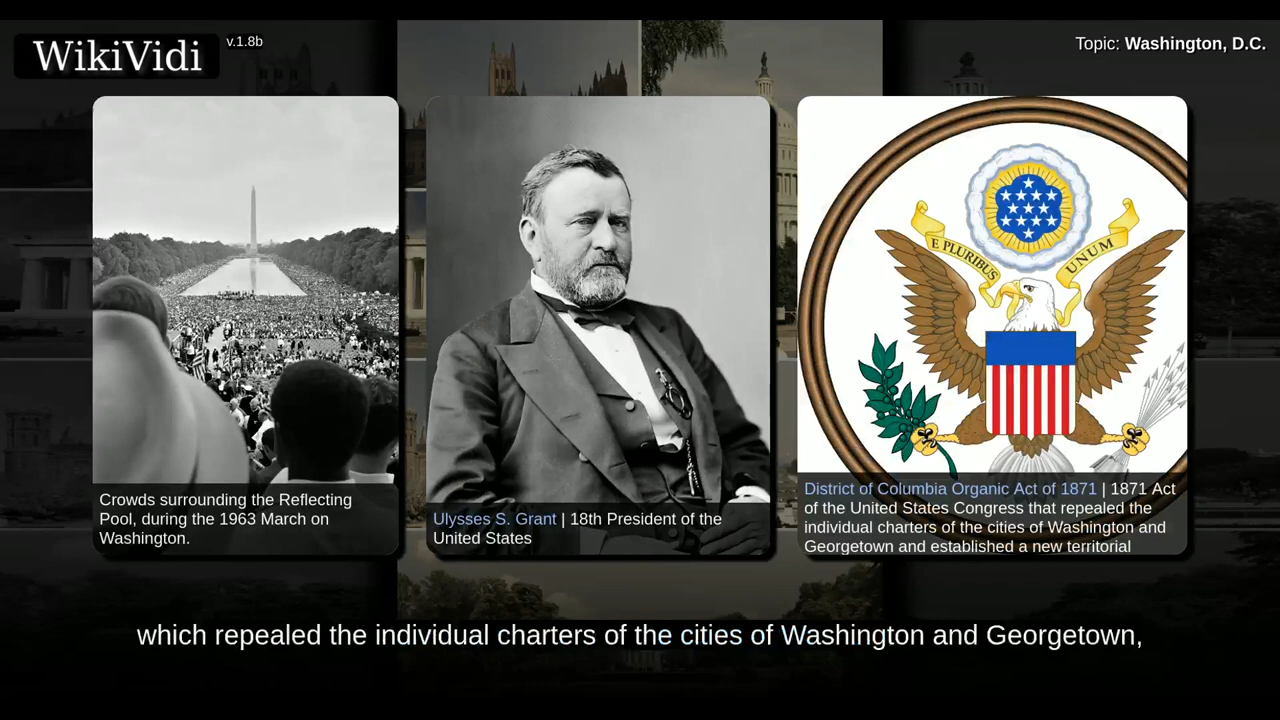 WikiVidi
v.1.8b
Topic: Washington, D.C.
Crowds surrounding the Reflecting
Pool, during the 1963 March on
Washington.
Ulysses S. Grant | 18th President of the
United States
E PLURIBUS
UNUM
District of Columbia Organic Act of 1871 | 1871 Act
of the United States Congress that repealed the
individual charters of the cities of Washington and
Georgetown and established a new territorial
which repealed the individual charters of the cities of Washington and Georgetown,